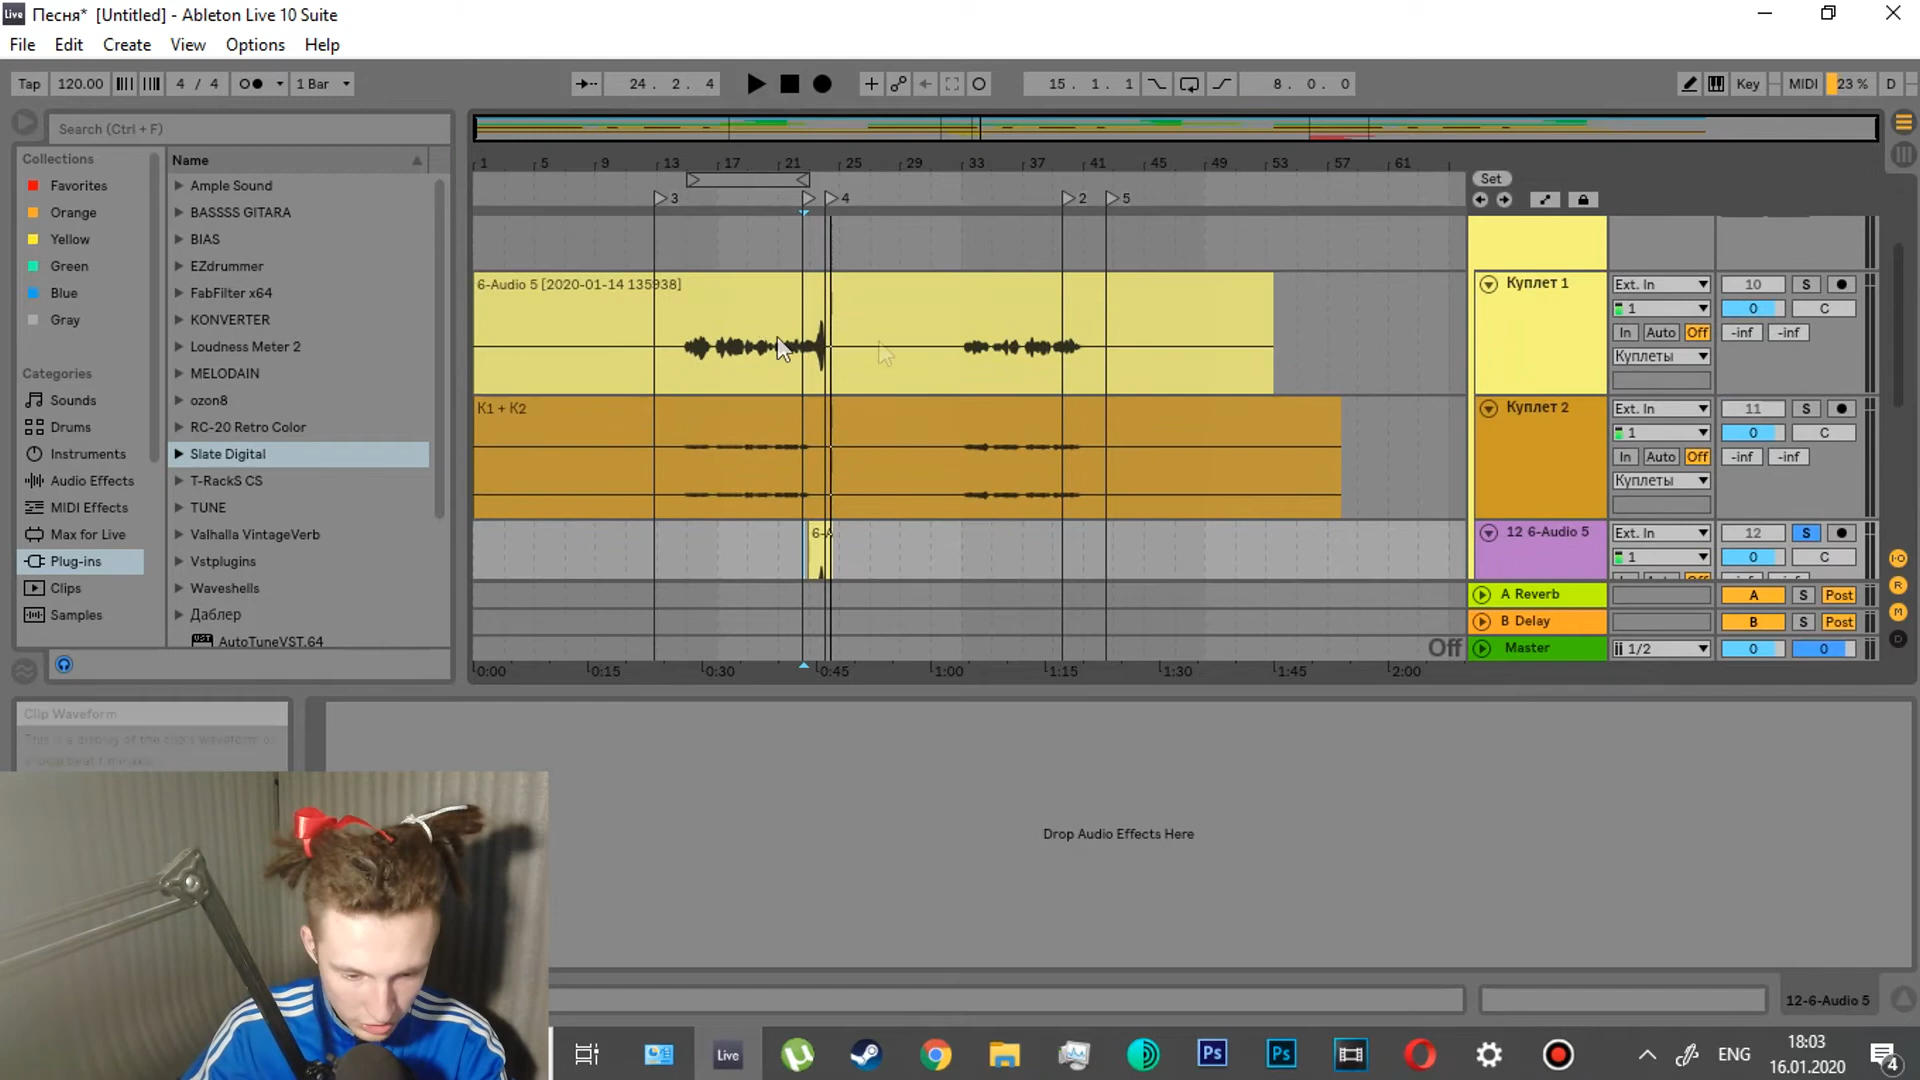 Live Песня* [Untitled] - Ableton Live 10 Suite
File Edit Create View Options Help
Tap 120.00 4 / 4 1 Bar 24 . 2 . 4 15 . 1 . 1 8 . 0 . 0 Key MIDI 23 % D
Search (Ctrl + F)
Collections
Favorites
Orange
Yellow
Green
Blue
Gray
Categories
Sounds
Drums
Instruments
Audio Effects
MIDI Effects
Max for Live
Plug-ins
Clips
Samples
Name
Ample Sound
BASSSS GITARA
BIAS
EZdrummer
FabFilter x64
KONVERTER
Loudness Meter 2
MELODAIN
ozon8
RC-20 Retro Color
Slate Digital
T-RackS CS
TUNE
Valhalla VintageVerb
Vstplugins
Waveshells
Даблер
AutoTuneVST.64
1 5 9 13 17 21 25 29 33 37 41 45 49 53 57 61
3 4 2 5
Set
6-Audio 5 [2020-01-14 135938]
K1 + K2
6-A
Куплет 1 Ext. In 10 S
1 0 C
In Auto Off -inf -inf
Куплеты
Куплет 2 Ext. In 11 S
1 0 C
In Auto Off -inf -inf
Куплеты
12 6-Audio 5 Ext. In 12 S
1 0 C
A Reverb A S Post
B Delay B S Post
Off Master 1/2 0 0
0:00 0:15 0:30 0:45 1:00 1:15 1:30 1:45 2:00
I·O
R
M
D
Clip Waveform
Drop Audio Effects Here
12-6-Audio 5
Live Ps Ps ENG 18:03
16.01.2020 4